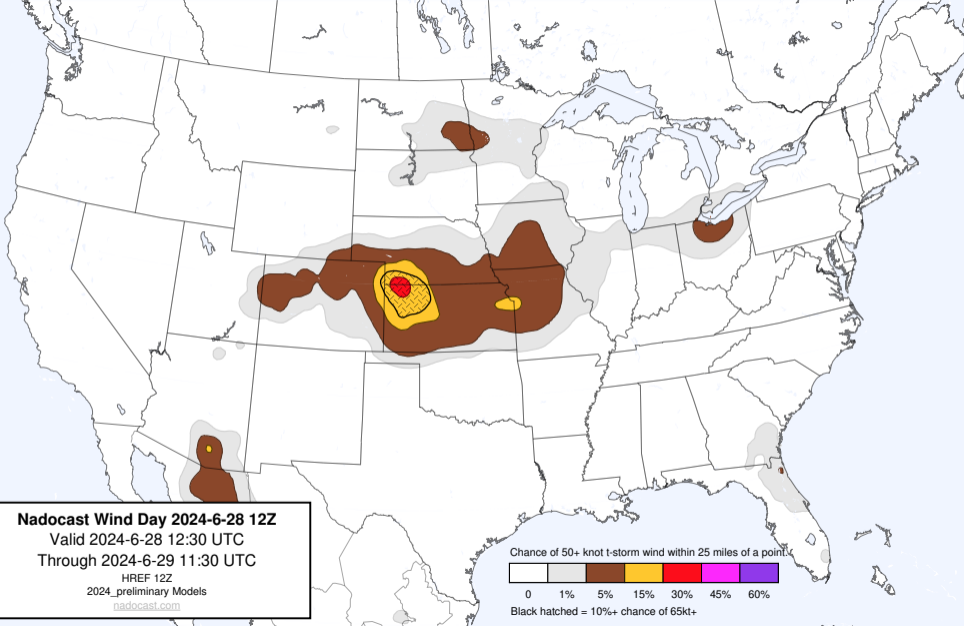 Nadocast Wind Day 2024-6-28 12Z
Valid 2024-6-28 12:30 UTC
Through 2024-6-29 11:30 UTC
HREF 12Z
2024_preliminary Models
nadocast.com
Chance of 50+ knot t-storm wind within 25 miles of a point.
0 1% 5% 15% 30% 45% 60%
Black hatched = 10%+ chance of 65kt+